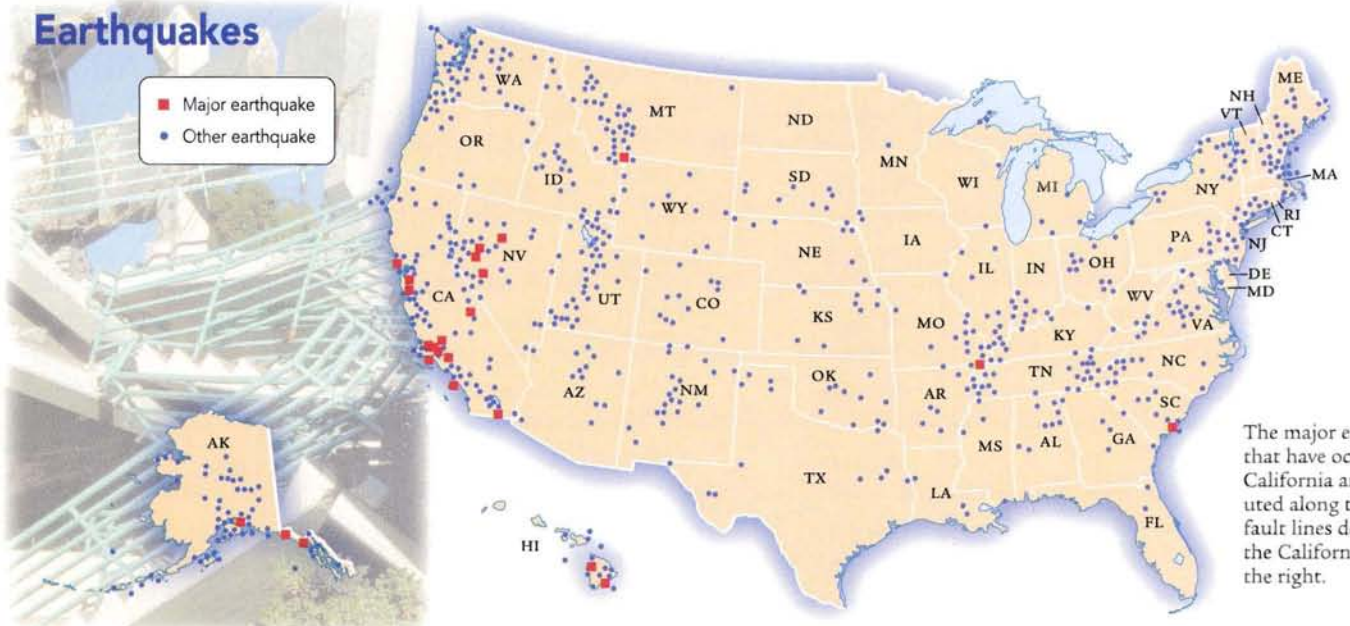 Earthquakes
Major earthquake
Other earthquake
WA
MT
ND
MN
ME
NH
VT
OR
ID
SD
WI
MI
NY
MA
WY
RI
CT
NV
NE
IA
PA
NJ
IL
IN
OH
DE
MD
CA
UT
CO
WV
KS
MO
KY
VA
AZ
NM
OK
TN
NC
AR
SC
AK
MS
AL
GA
TX
LA
FL
HI
The major e
that have oc
California a
uted along t
fault lines d
the Californ
the right.